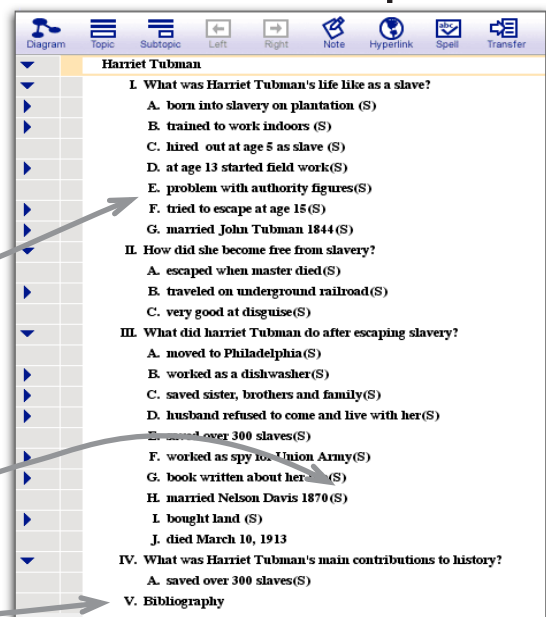 Diagram Topic Subtopic Left Right Note Hyperlink Spell Transfer
Harriet Tubman
I. What was Harriet Tubman's life like as a slave?
A. born into slavery on plantation (S)
B. trained to work indoors (S)
C. hired out at age 5 as slave (S)
D. at age 13 started field work(S)
E. problem with authority figures(S)
F. tried to escape at age 15(S)
G. married John Tubman 1844(S)
II. How did she become free from slavery?
A. escaped when master died(S)
B. traveled on underground railroad(S)
C. very good at disguise(S)
III. What did harriet Tubman do after escaping slavery?
A. moved to Philadelphia(S)
B. worked as a dishwasher(S)
C. saved sister, brothers and family(S)
D. husband refused to come and live with her(S)
E. saved over 300 slaves(S)
F. worked as spy for Union Army(S)
G. book written about her (S)
H. married Nelson Davis 1870(S)
I. bought land (S)
J. died March 10, 1913
IV. What was Harriet Tubman's main contributions to history?
A. saved over 300 slaves(S)
V. Bibliography